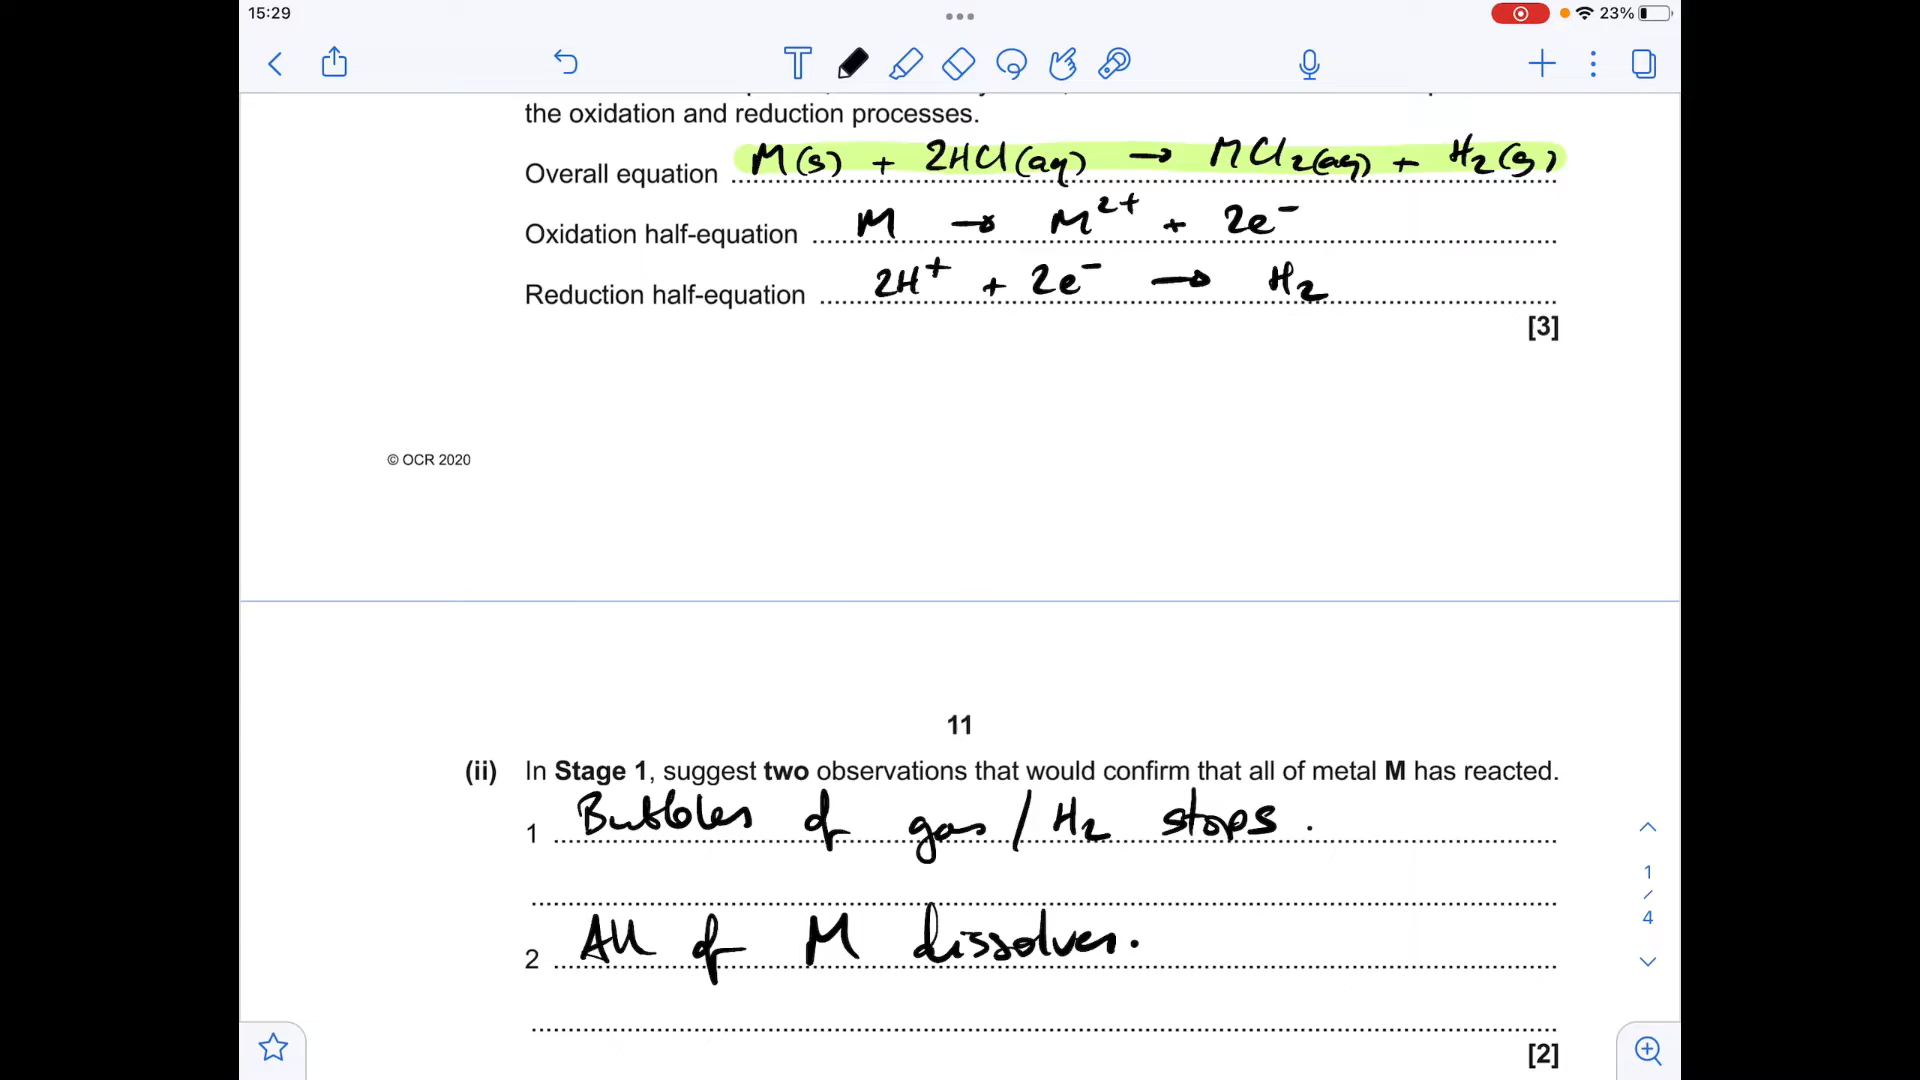 15:29
23%
the oxidation and reduction processes.
Overall equation M(s) + 2HCl(aq) → MCl₂(aq) + H₂(g)
Oxidation half-equation M → M²⁺ + 2e⁻
Reduction half-equation 2H⁺ + 2e⁻ → H₂
[3]
© OCR 2020
11
(ii) In Stage 1, suggest two observations that would confirm that all of metal M has reacted.
1 Bubbles of gas / H₂ stops.
2 All of M dissolves.
[2]
1
/
4